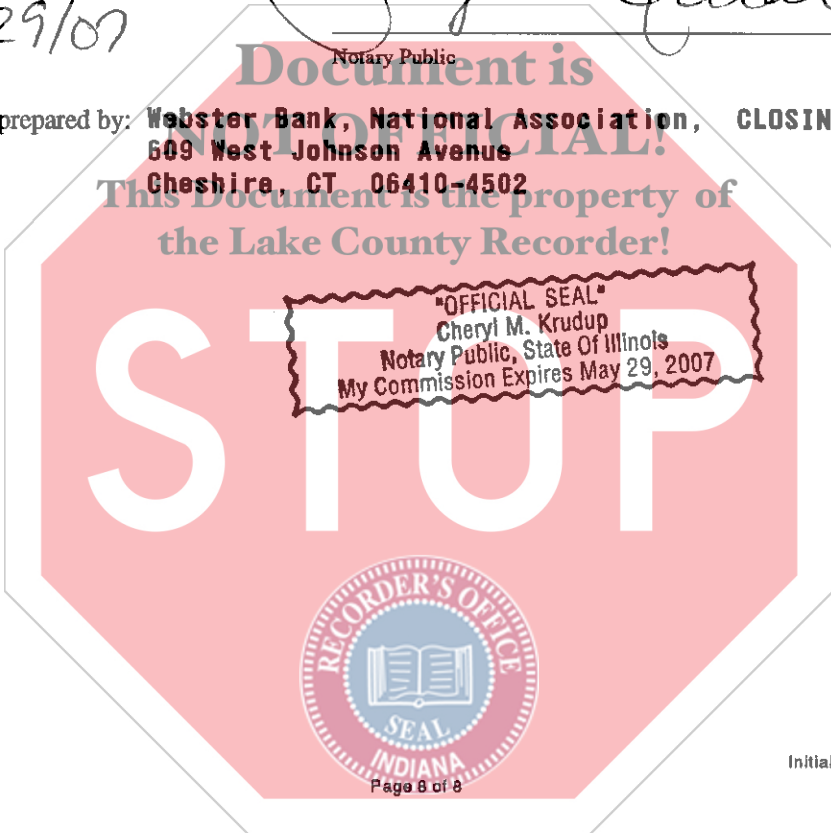 29/07
Notary Public
Document is
prepared by: Webster Bank, National Association, CLOSIN
NOT OFFICIAL!
609 West Johnson Avenue
Cheshire, CT 06410-4502
This Document is the property of
the Lake County Recorder!
"OFFICIAL SEAL"
Cheryl M. Krudup
Notary Public, State Of Illinois
My Commission Expires May 29, 2007
STOP
RECORDER'S OFFICE
SEAL
INDIANA
Initial
Page 8 of 8